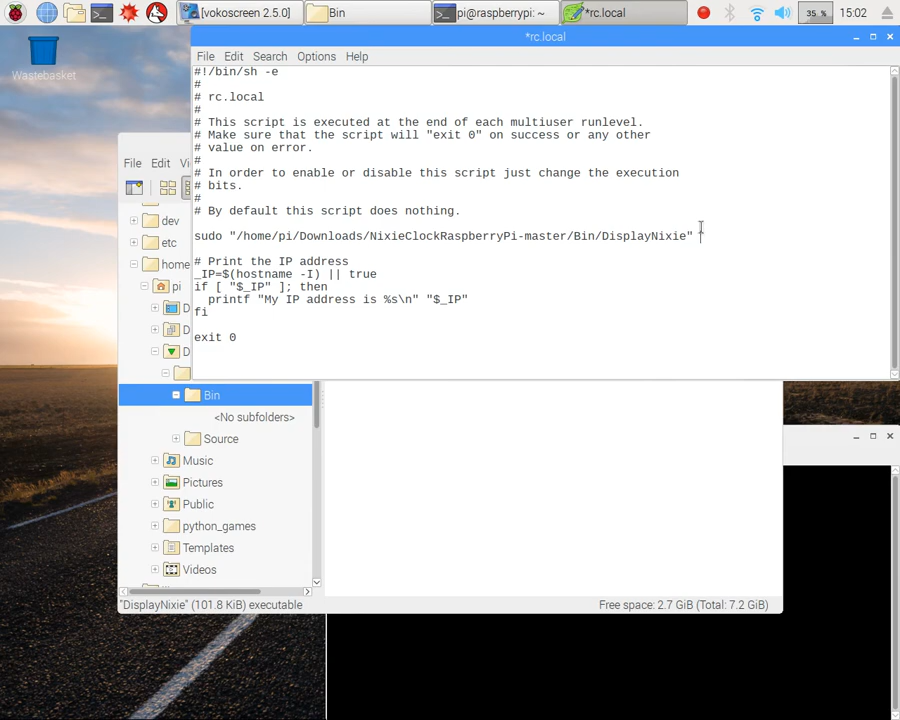 [vokoscreen 2.5.0]
Bin
pi@raspberrypi: ~
*rc.local
35 %
15:02
Wastebasket
*rc.local
File Edit Search Options Help
#!/bin/sh -e
#
# rc.local
#
# This script is executed at the end of each multiuser runlevel.
# Make sure that the script will "exit 0" on success or any other
# value on error.
#
# In order to enable or disable this script just change the execution
# bits.
#
# By default this script does nothing.
sudo "/home/pi/Downloads/NixieClockRaspberryPi-master/Bin/DisplayNixie"
# Print the IP address
_IP=$(hostname -I) || true
if [ "$_IP" ]; then
  printf "My IP address is %s\n" "$_IP"
fi
exit 0
File Edit Vi
dev
etc
home
pi
D
D
D
Bin
<No subfolders>
Source
Music
Pictures
Public
python_games
Templates
Videos
"DisplayNixie" (101.8 KiB) executable
Free space: 2.7 GiB (Total: 7.2 GiB)